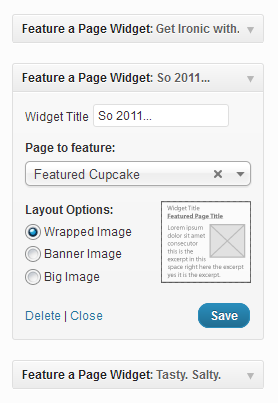 Feature a Page Widget: Get Ironic with.
Feature a Page Widget: So 2011...
Widget Title So 2011...
Page to feature:
Featured Cupcake
Layout Options:
Wrapped Image
Banner Image
Big Image
Widget Title
Featured Page Title
Lorem ipsum
dolor sit amet
consecutor
this is the
excerpt in this
space right here the excerpt
yes it's the excerpt
Delete | Close
Save
Feature a Page Widget: Tasty. Salty.